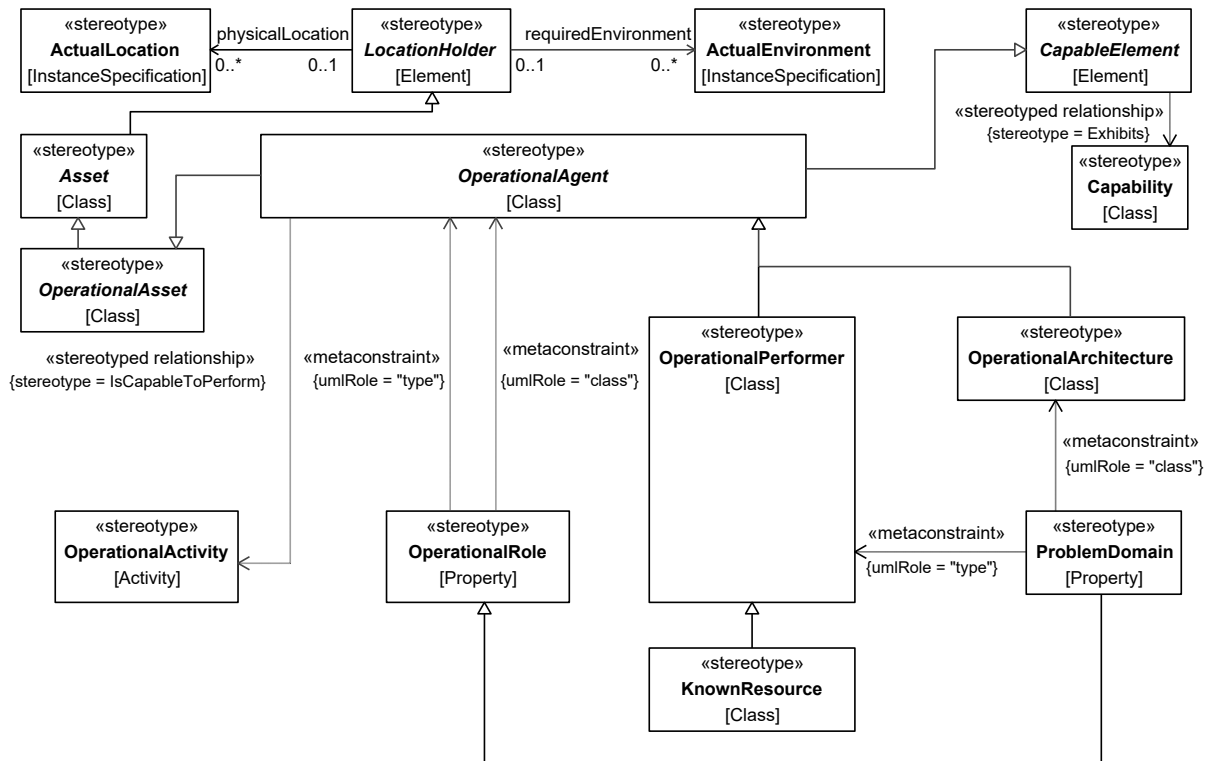 «stereotype»
ActualLocation
[InstanceSpecification]
physicalLocation
0..*
0..1
«stereotype»
LocationHolder
[Element]
requiredEnvironment
0..1
0..*
«stereotype»
ActualEnvironment
[InstanceSpecification]
«stereotype»
CapableElement
[Element]
«stereotyped relationship»
{stereotype = Exhibits}
«stereotype»
Capability
[Class]
«stereotype»
Asset
[Class]
«stereotype»
OperationalAgent
[Class]
«stereotype»
OperationalAsset
[Class]
«stereotyped relationship»
{stereotype = IsCapableToPerform}
«metaconstraint»
{umlRole = "type"}
«metaconstraint»
{umlRole = "class"}
«stereotype»
OperationalPerformer
[Class]
«stereotype»
OperationalArchitecture
[Class]
«metaconstraint»
{umlRole = "class"}
«stereotype»
OperationalActivity
[Activity]
«stereotype»
OperationalRole
[Property]
«metaconstraint»
{umlRole = "type"}
«stereotype»
ProblemDomain
[Property]
«stereotype»
KnownResource
[Class]